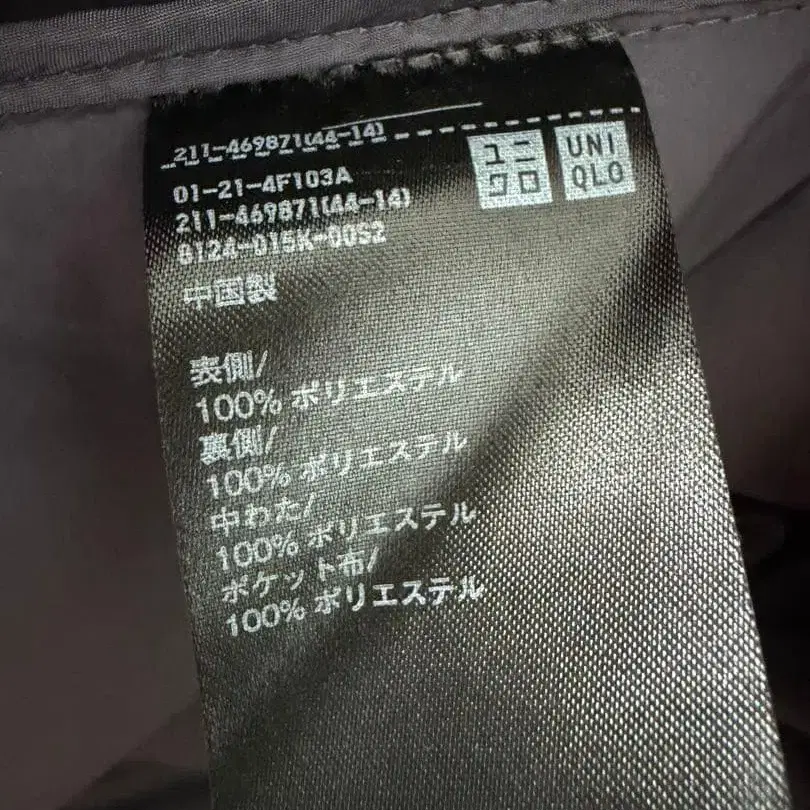 211-469871(44-14)
ユニ
クロ
UNI
QLO
01-21-4F103A
211-469871(44-14)
0124-015K-00S2
中国製
表側/
100% ポリエステル
裏側/
100% ポリエステル
中わた/
100% ポリエステル
ポケット布/
100% ポリエステル